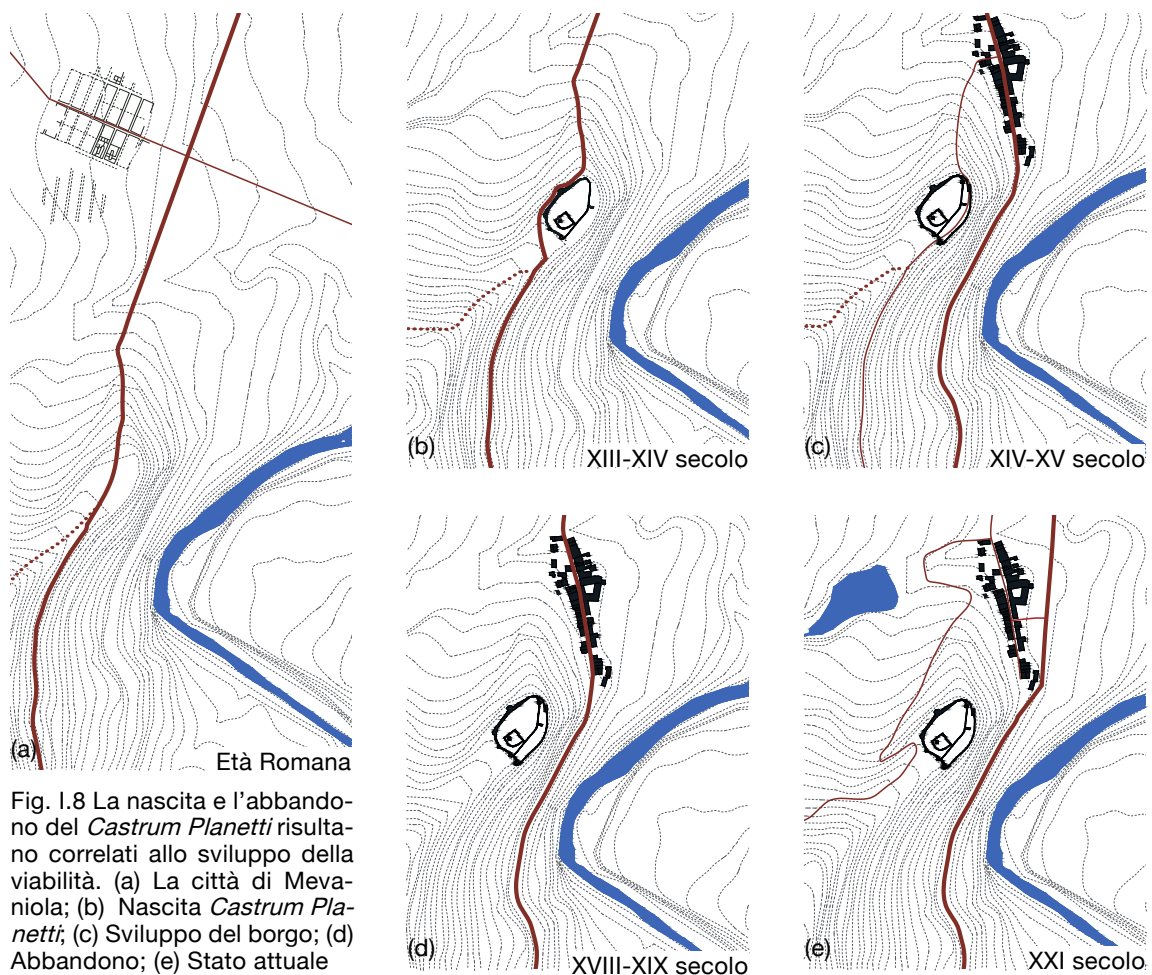 (a)
Età Romana
(b)
XIII-XIV secolo
(c)
XIV-XV secolo
Fig. I.8 La nascita e l'abbando-
no del Castrum Planetti risulta-
no correlati allo sviluppo della
viabilità. (a) La città di Meva-
niola; (b) Nascita Castrum Pla-
netti; (c) Sviluppo del borgo; (d)
Abbandono; (e) Stato attuale
(d)
XVIII-XIX secolo
(e)
XXI secolo